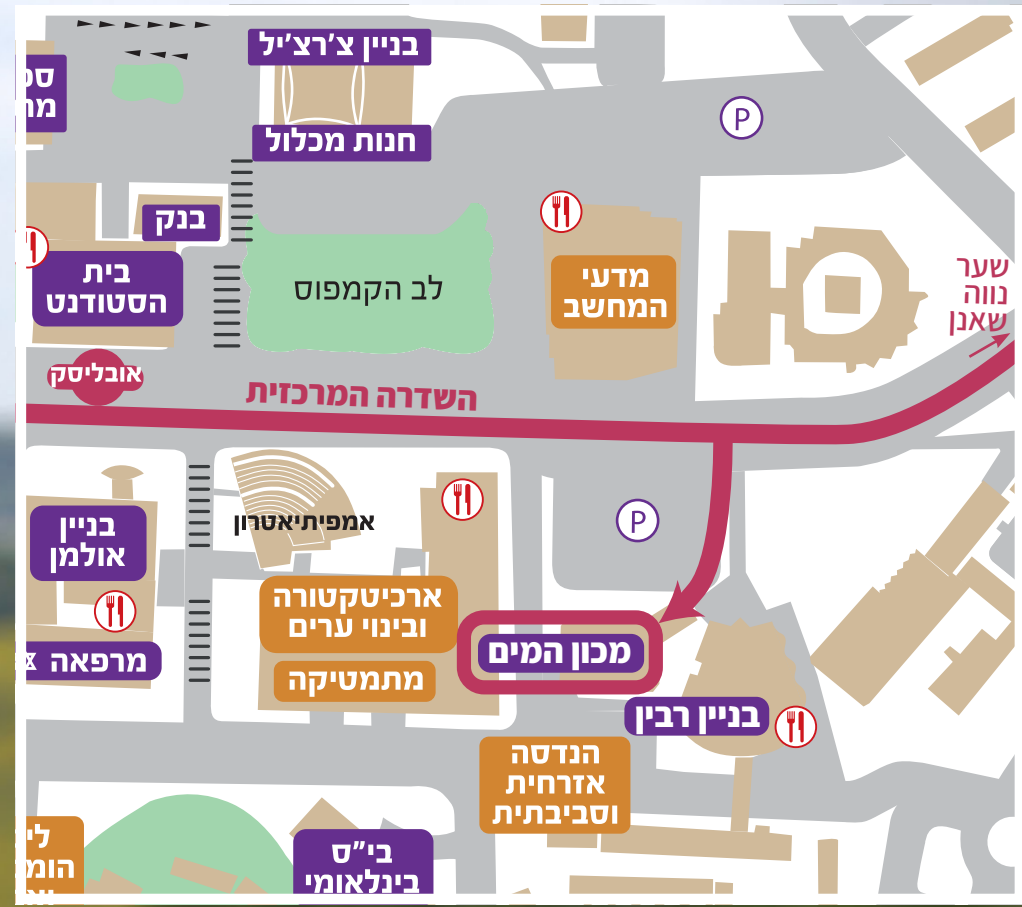 בניין צ'רצ'יל
חנות מכלול
P
בנק
בית
הסטודנט
לב הקמפוס
מדעי
המחשב
שער
נווה
שאנן
אובליסק
השדרה המרכזית
בניין
אולמן
אמפיתיאטרון
P
ארכיטקטורה
ובינוי ערים
מתמטיקה
מכון המים
מרפאה
בניין רבין
הנדסה
אזרחית
וסביבתית
בי"ס
בינלאומי